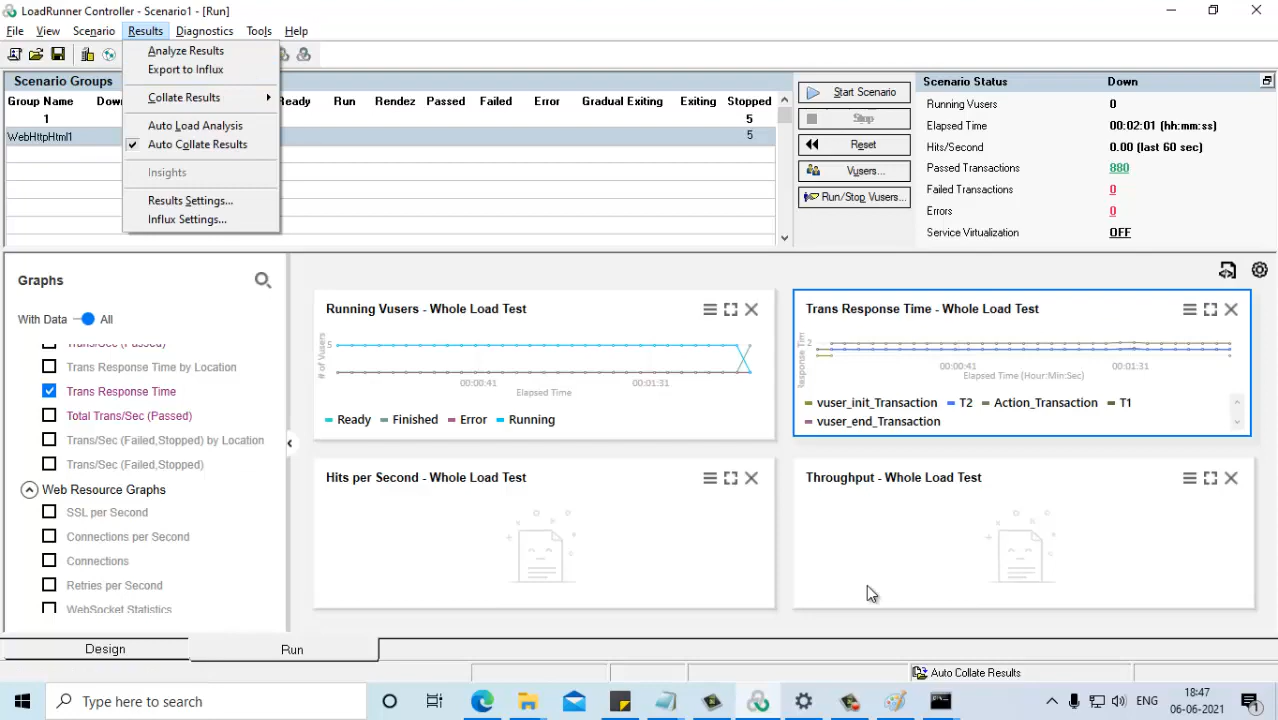 LoadRunner Controller - Scenario1 - [Run]
File View Scenario Results Diagnostics Tools Help
Analyze Results
Export to Influx
Collate Results
Auto Load Analysis
Auto Collate Results
Insights
Results Settings...
Influx Settings...
Scenario Groups
Group Name Down Ready Run Rendez Passed Failed Error Gradual Exiting Exiting Stopped
1 5
WebHttpHtml1 5
Start Scenario
Stop
Reset
Vusers...
Run/Stop Vusers...
Scenario Status Down
Running Vusers 0
Elapsed Time 00:02:01 (hh:mm:ss)
Hits/Second 0.00 (last 60 sec)
Passed Transactions 880
Failed Transactions 0
Errors 0
Service Virtualization OFF
Graphs
With Data All
Trans/Sec (Passed)
Trans Response Time by Location
Trans Response Time
Total Trans/Sec (Passed)
Trans/Sec (Failed,Stopped) by Location
Trans/Sec (Failed,Stopped)
Web Resource Graphs
SSL per Second
Connections per Second
Connections
Retries per Second
WebSocket Statistics
Running Vusers - Whole Load Test
# of Vusers
5
00:00:41 00:01:31
Elapsed Time
Ready Finished Error Running
Trans Response Time - Whole Load Test
Response Tim
2
00:00:41 00:01:31
Elapsed Time [Hour:Min:Sec]
vuser_init_Transaction T2 Action_Transaction T1
vuser_end_Transaction
Hits per Second - Whole Load Test
Throughput - Whole Load Test
Design Run
Auto Collate Results
Type here to search
ENG
18:47
06-06-2021
1